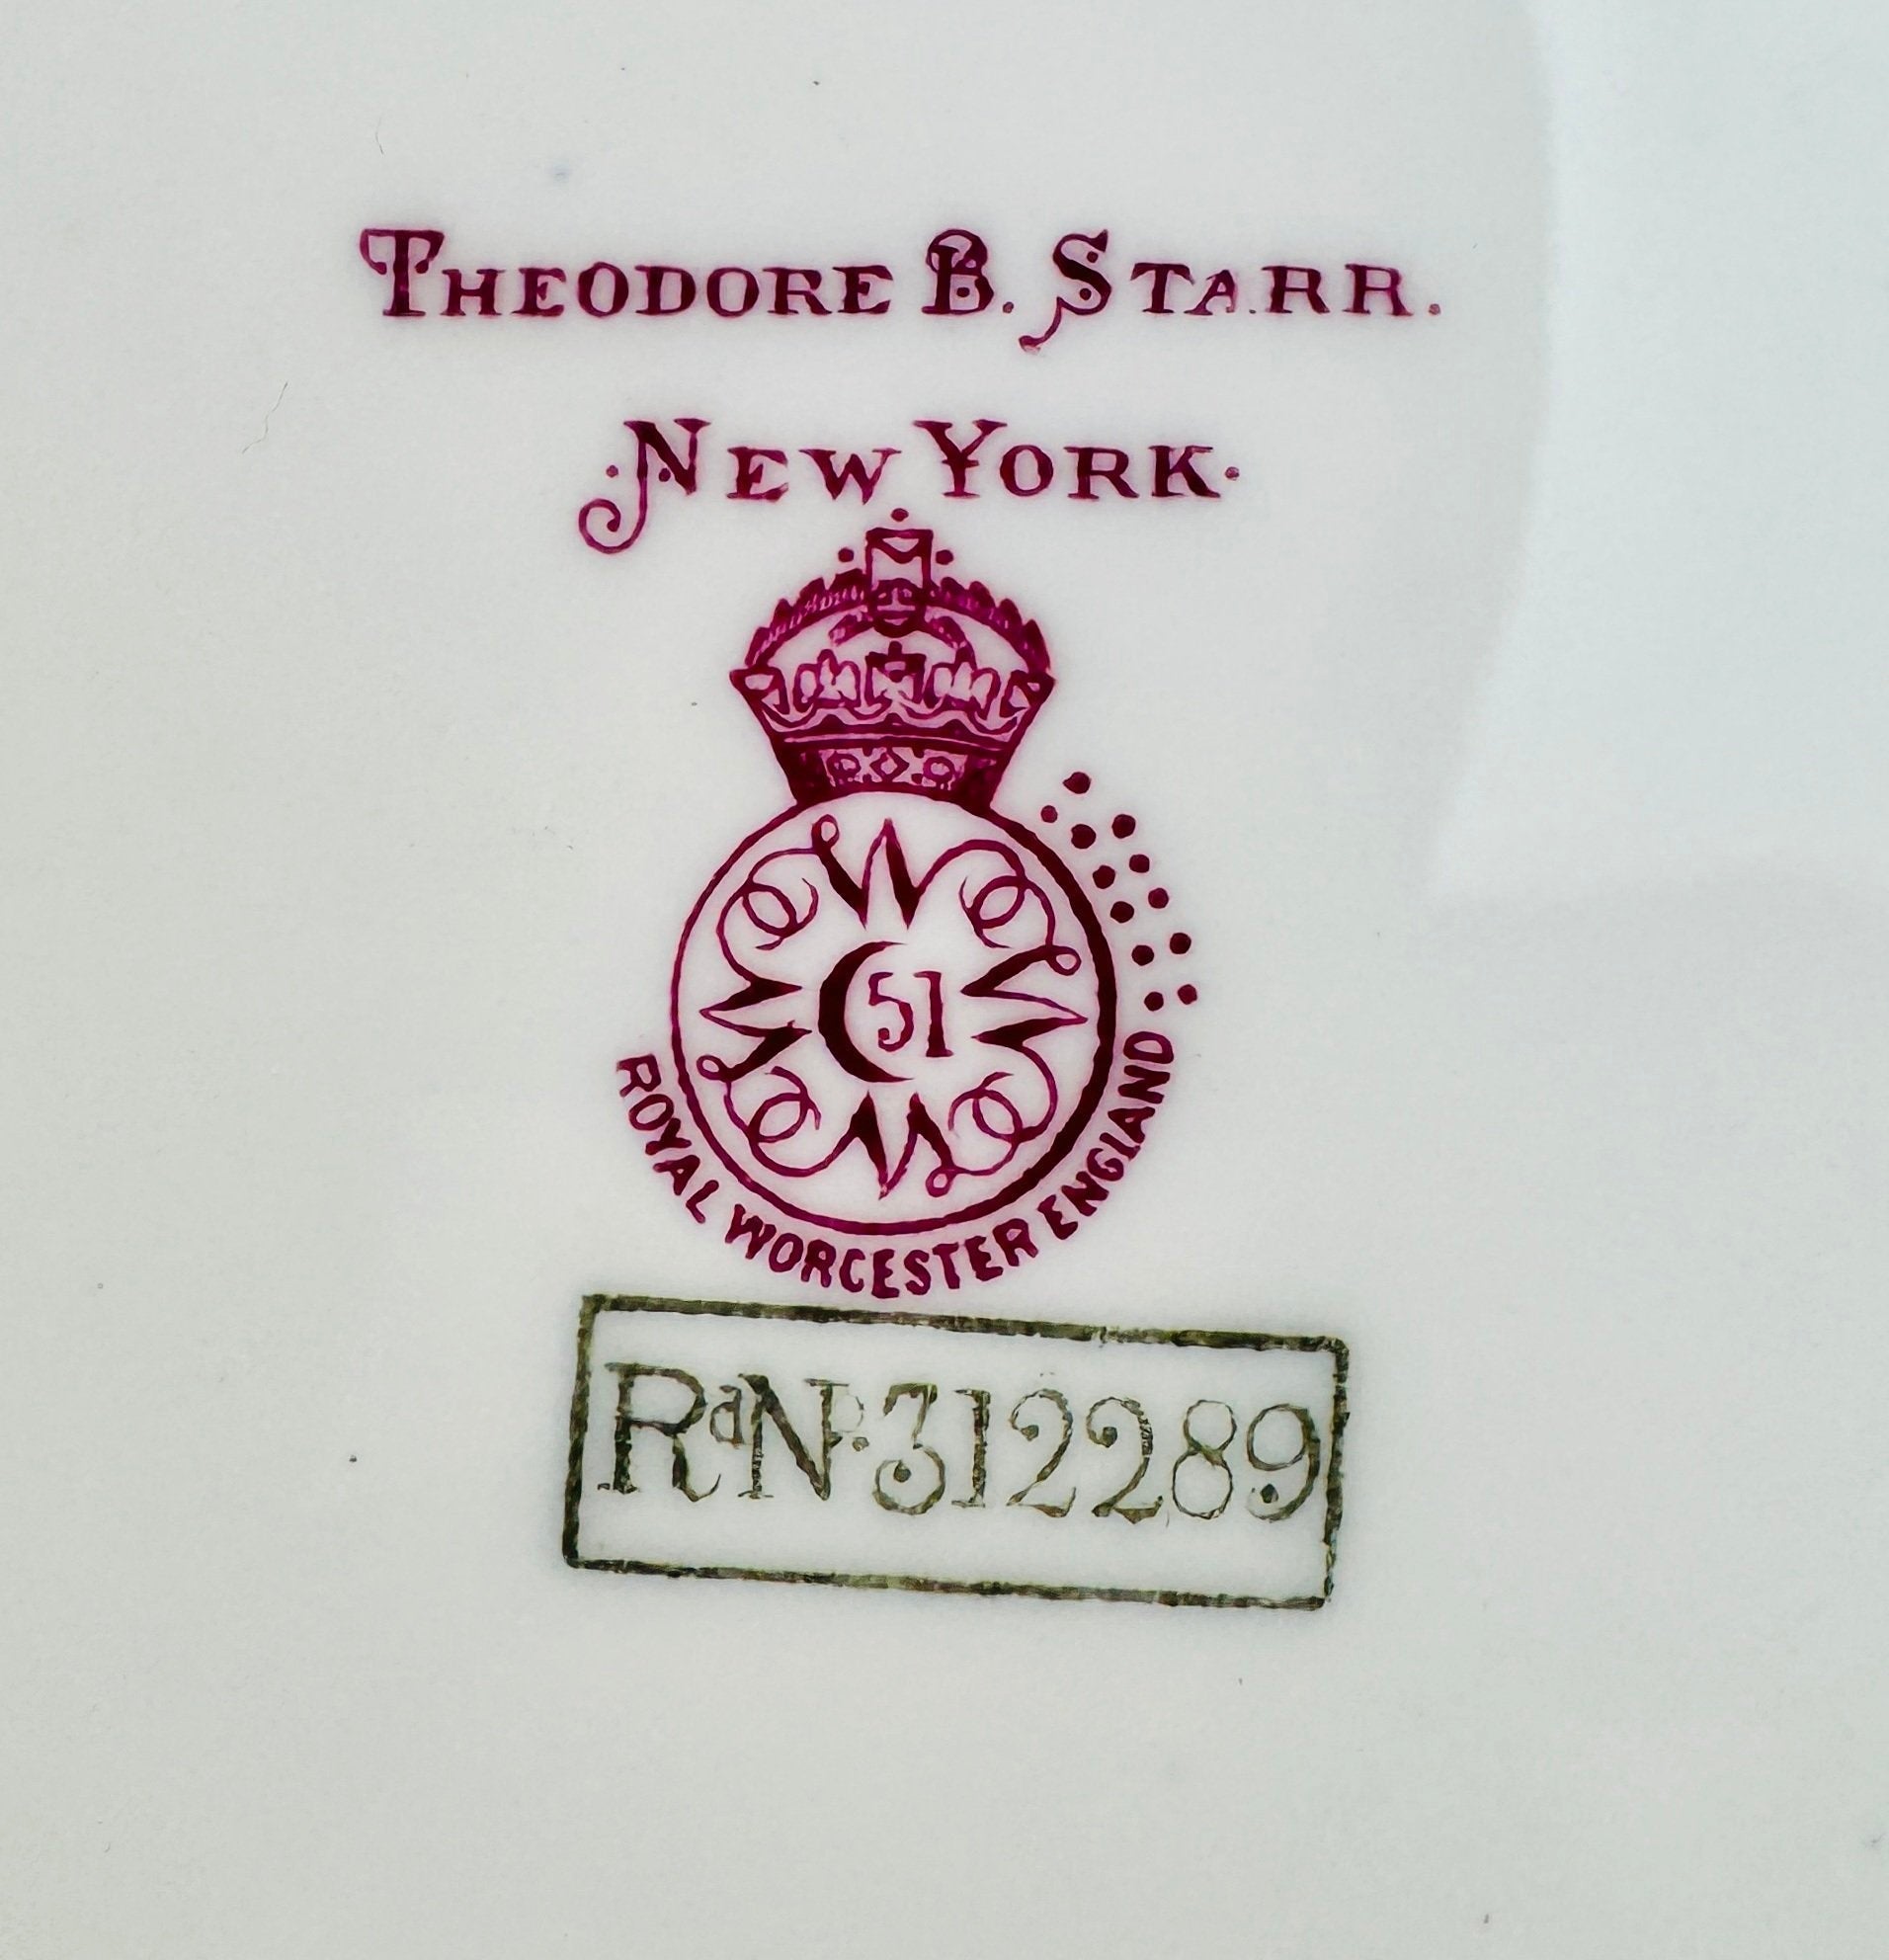 THEODORE B. STARR.
·NEW YORK·
51
ROYAL WORCESTER ENGLAND
RdNo.312289